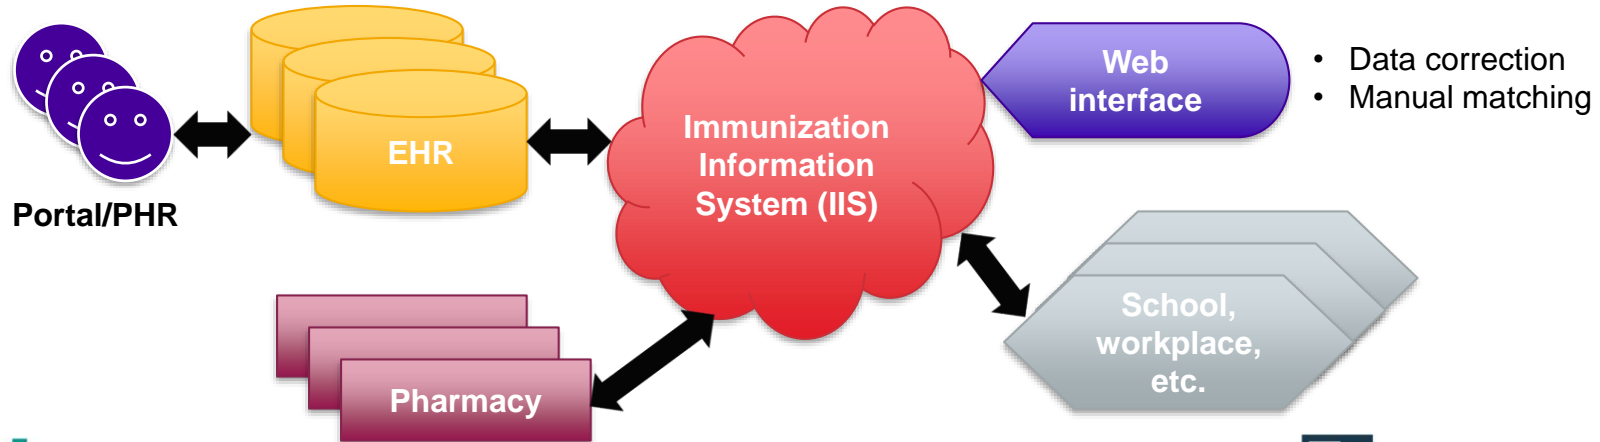 Web
interface
• Data correction
• Manual matching
Immunization
Information
System (IIS)
EHR
Portal/PHR
School,
workplace,
etc.
Pharmacy